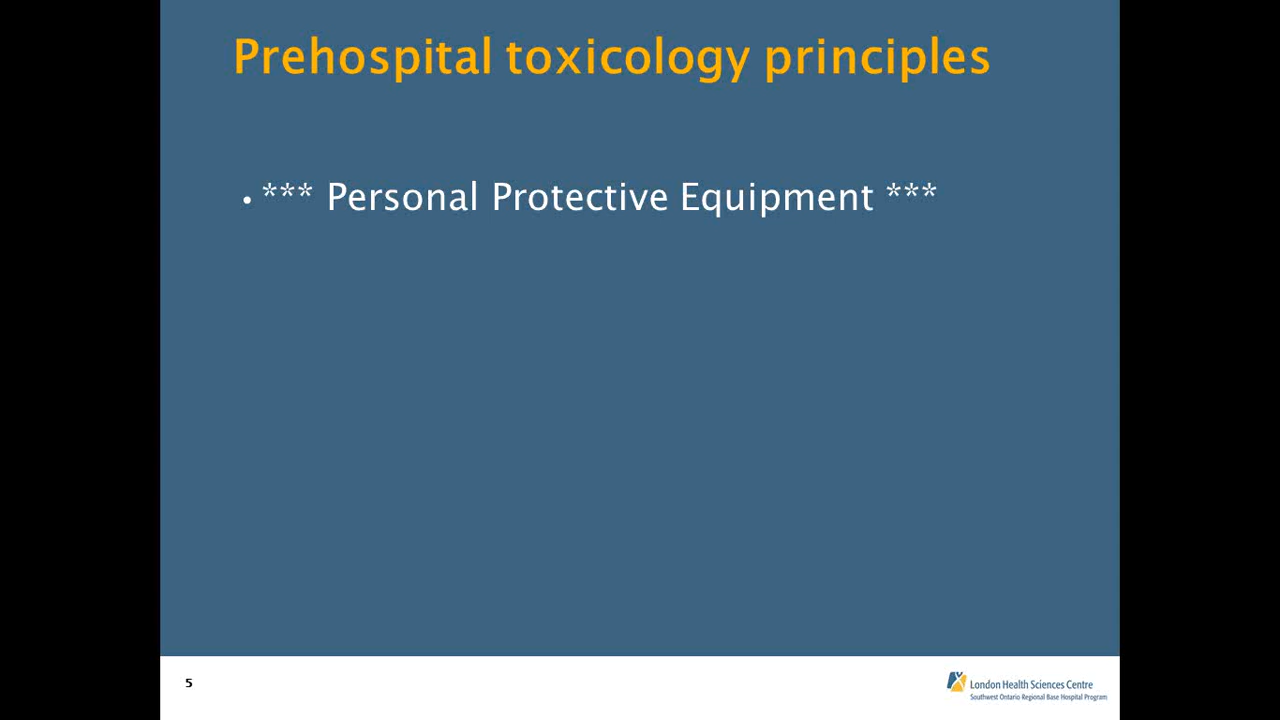 Prehospital toxicology principles
• *** Personal Protective Equipment ***
5
London Health Sciences Centre
Southwest Ontario Regional Base Hospital Program